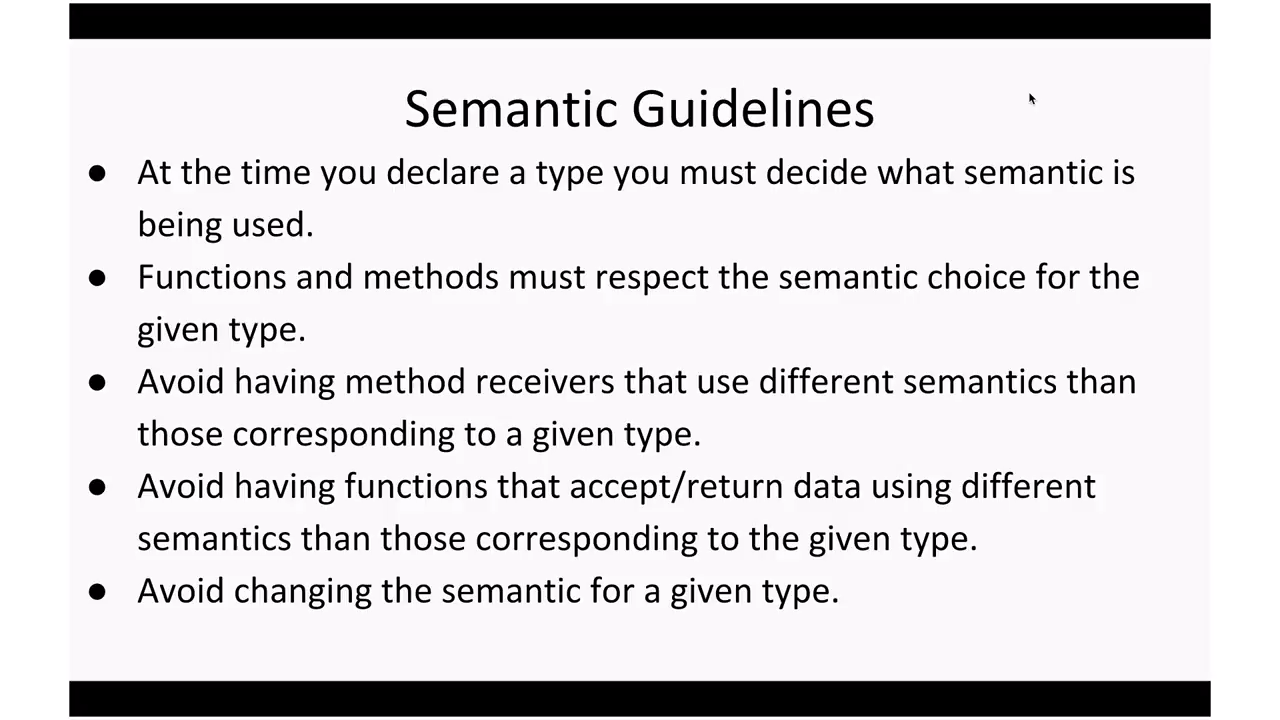 Semantic Guidelines
● At the time you declare a type you must decide what semantic is
being used.
● Functions and methods must respect the semantic choice for the
given type.
● Avoid having method receivers that use different semantics than
those corresponding to a given type.
● Avoid having functions that accept/return data using different
semantics than those corresponding to the given type.
● Avoid changing the semantic for a given type.